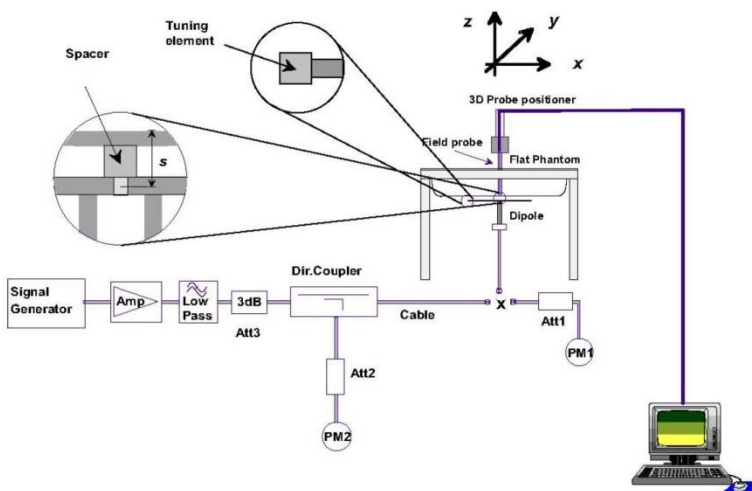 Tuning
element
z
y
x
Spacer
3D Probe positioner
s
Field probe
Flat Phantom
Dipole
Dir.Coupler
Signal
Generator
Amp
Low
Pass
3dB
Att3
Cable
x
Att1
PM1
Att2
PM2